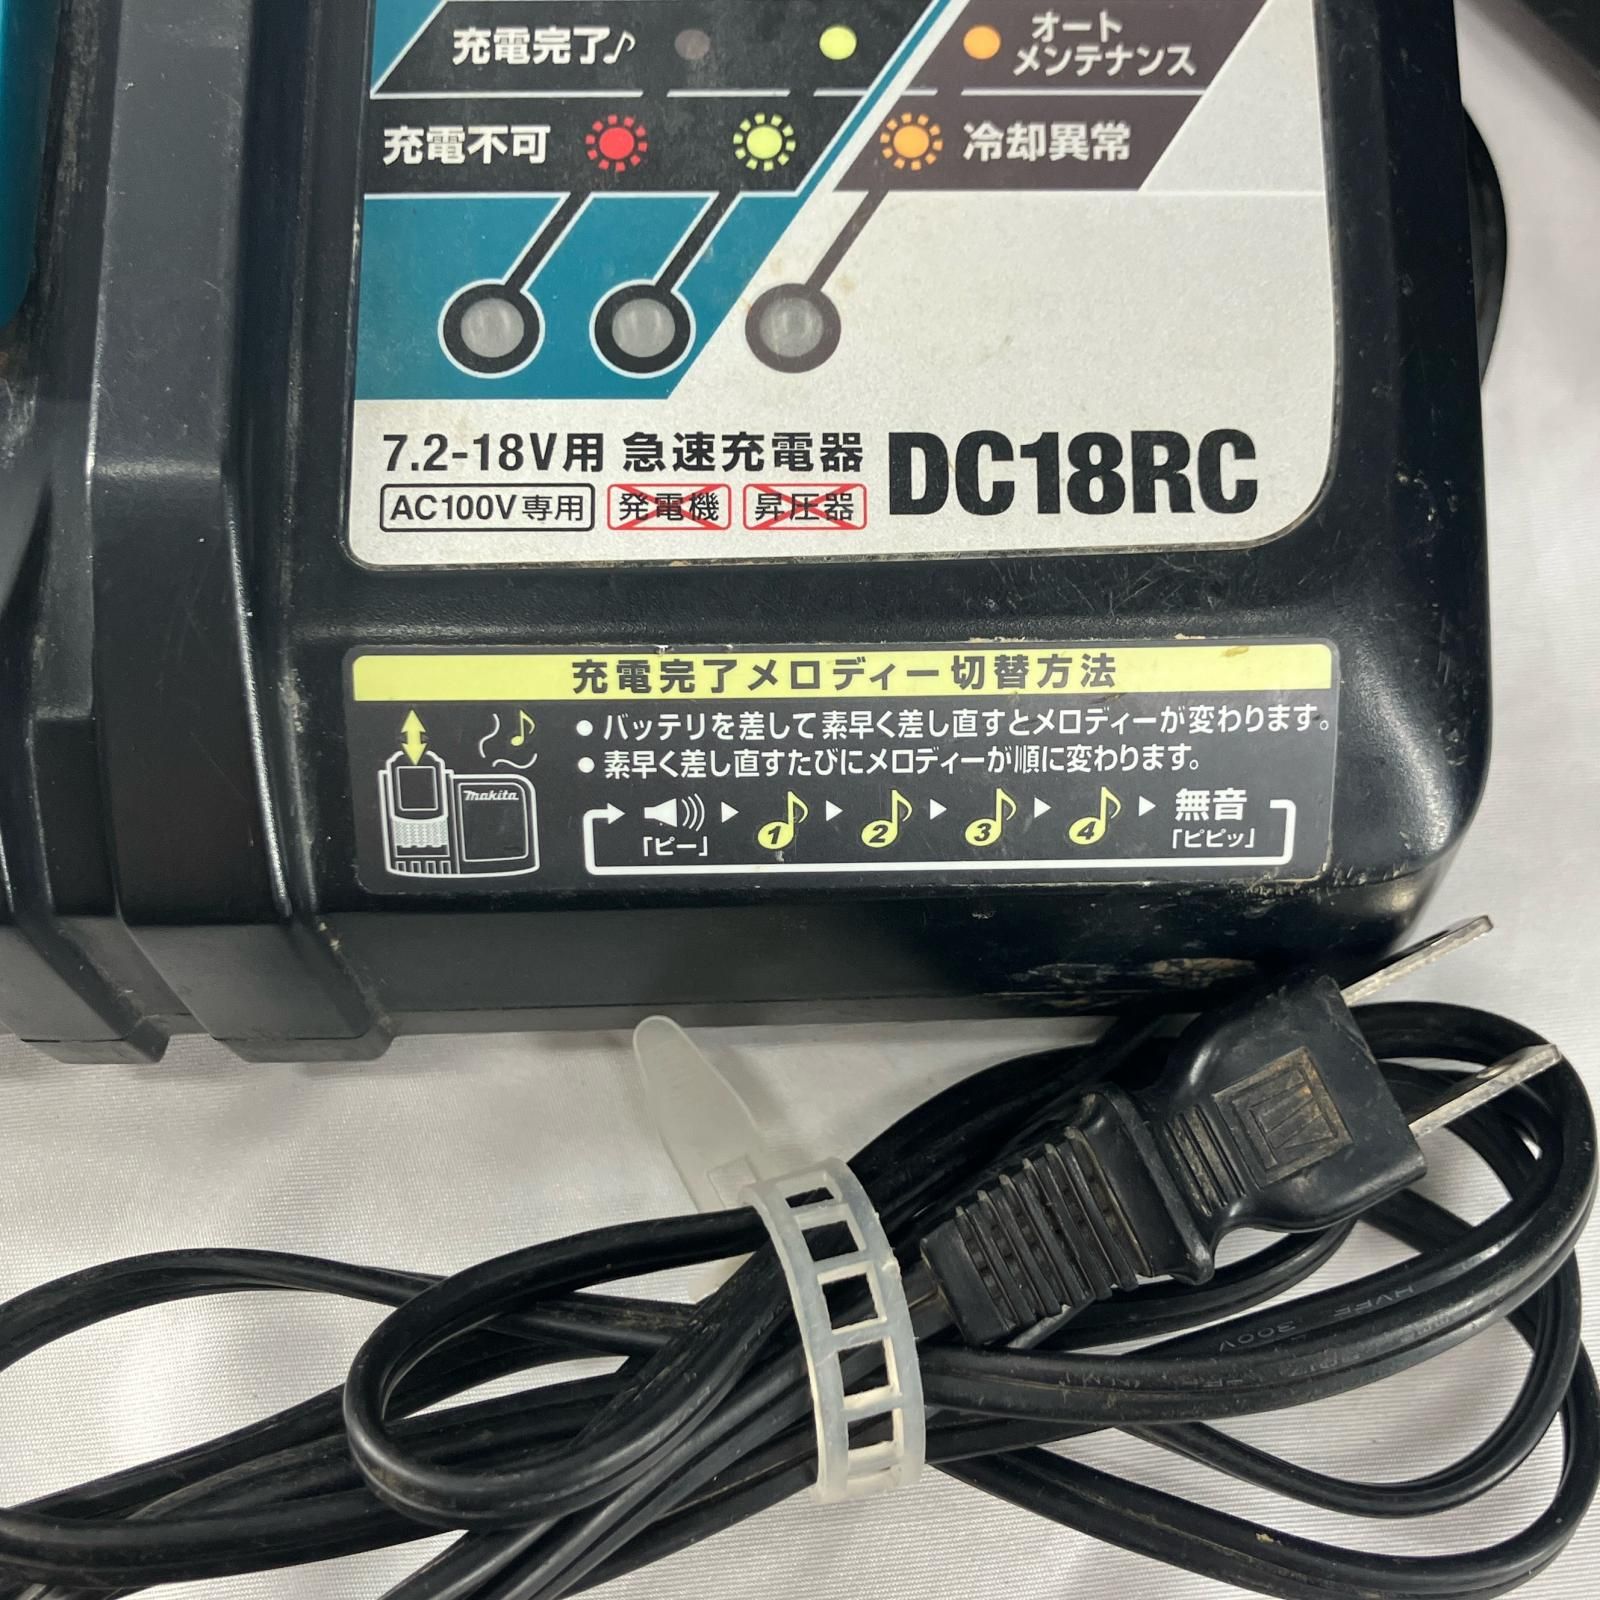 充電完了♪
オート
メンテナンス
充電不可
冷却異常
7.2-18V用 急速充電器 DC18RC
AC100V専用 発電機 昇圧器
充電完了メロディー切替方法
● バッテリを差して素早く差し直すとメロディーが変わります。
● 素早く差し直すたびにメロディーが順に変わります。
makita
1 2 3 4 無音
「ピー」 「ピピッ」
HVFF
300V